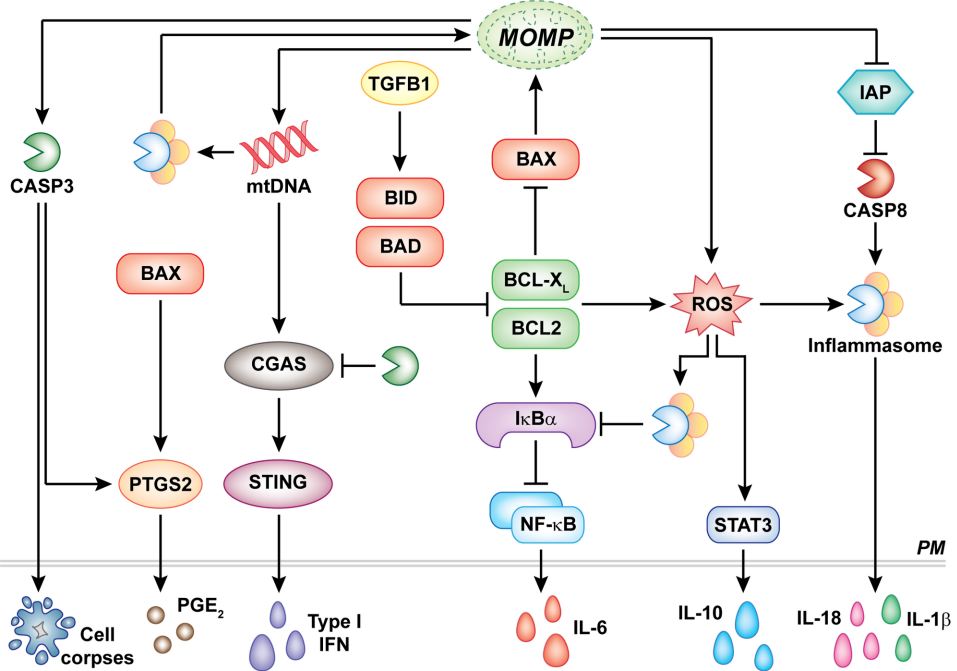 MOMP
TGFB1
IAP
BAX
CASP3
mtDNA
BID
CASP8
BAD
BAX
BCL-XL
ROS
BCL2
Inflammasome
CGAS
IκBα
PTGS2
STING
NF-κB
STAT3
PM
PGE2
Type I
IFN
IL-6
IL-10
IL-18
IL-1β
Cell
corpses